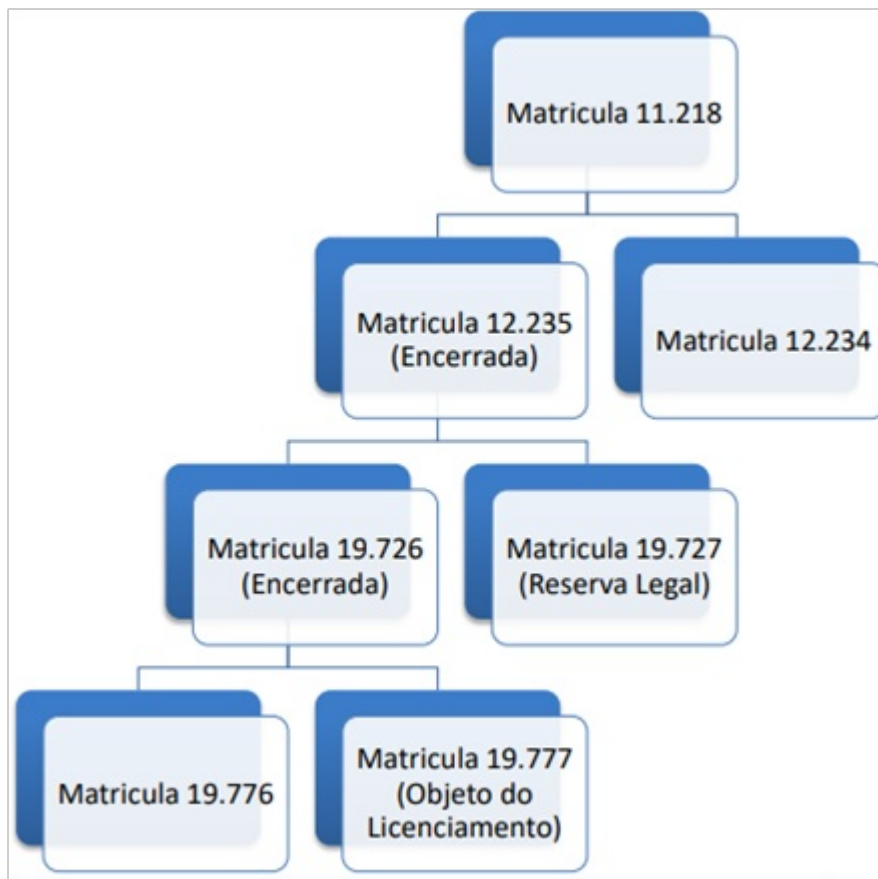 Matricula 11.218
Matricula 12.235
(Encerrada)
Matricula 12.234
Matricula 19.726
(Encerrada)
Matricula 19.727
(Reserva Legal)
Matricula 19.776
Matricula 19.777
(Objeto do
Licenciamento)